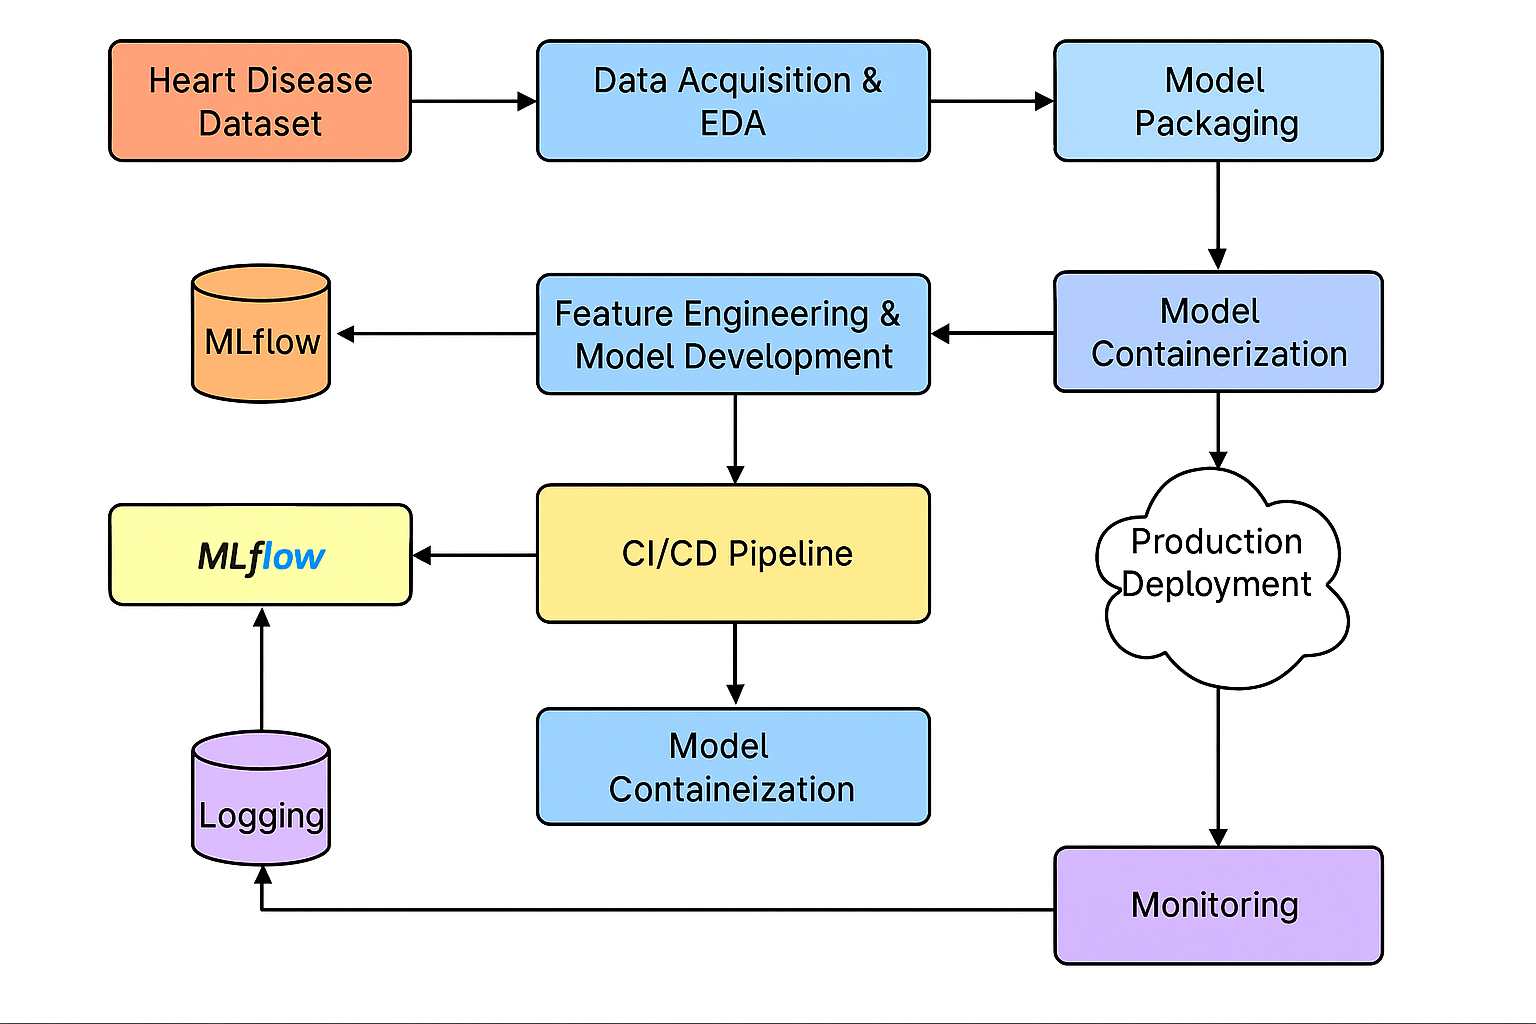 Heart Disease
Dataset
Data Acquisition &
EDA
Model
Packaging
MLflow
Feature Engineering &
Model Development
Model
Containerization
MLflow
CI/CD Pipeline
Production
Deployment
Logging
Model
Containeization
Monitoring